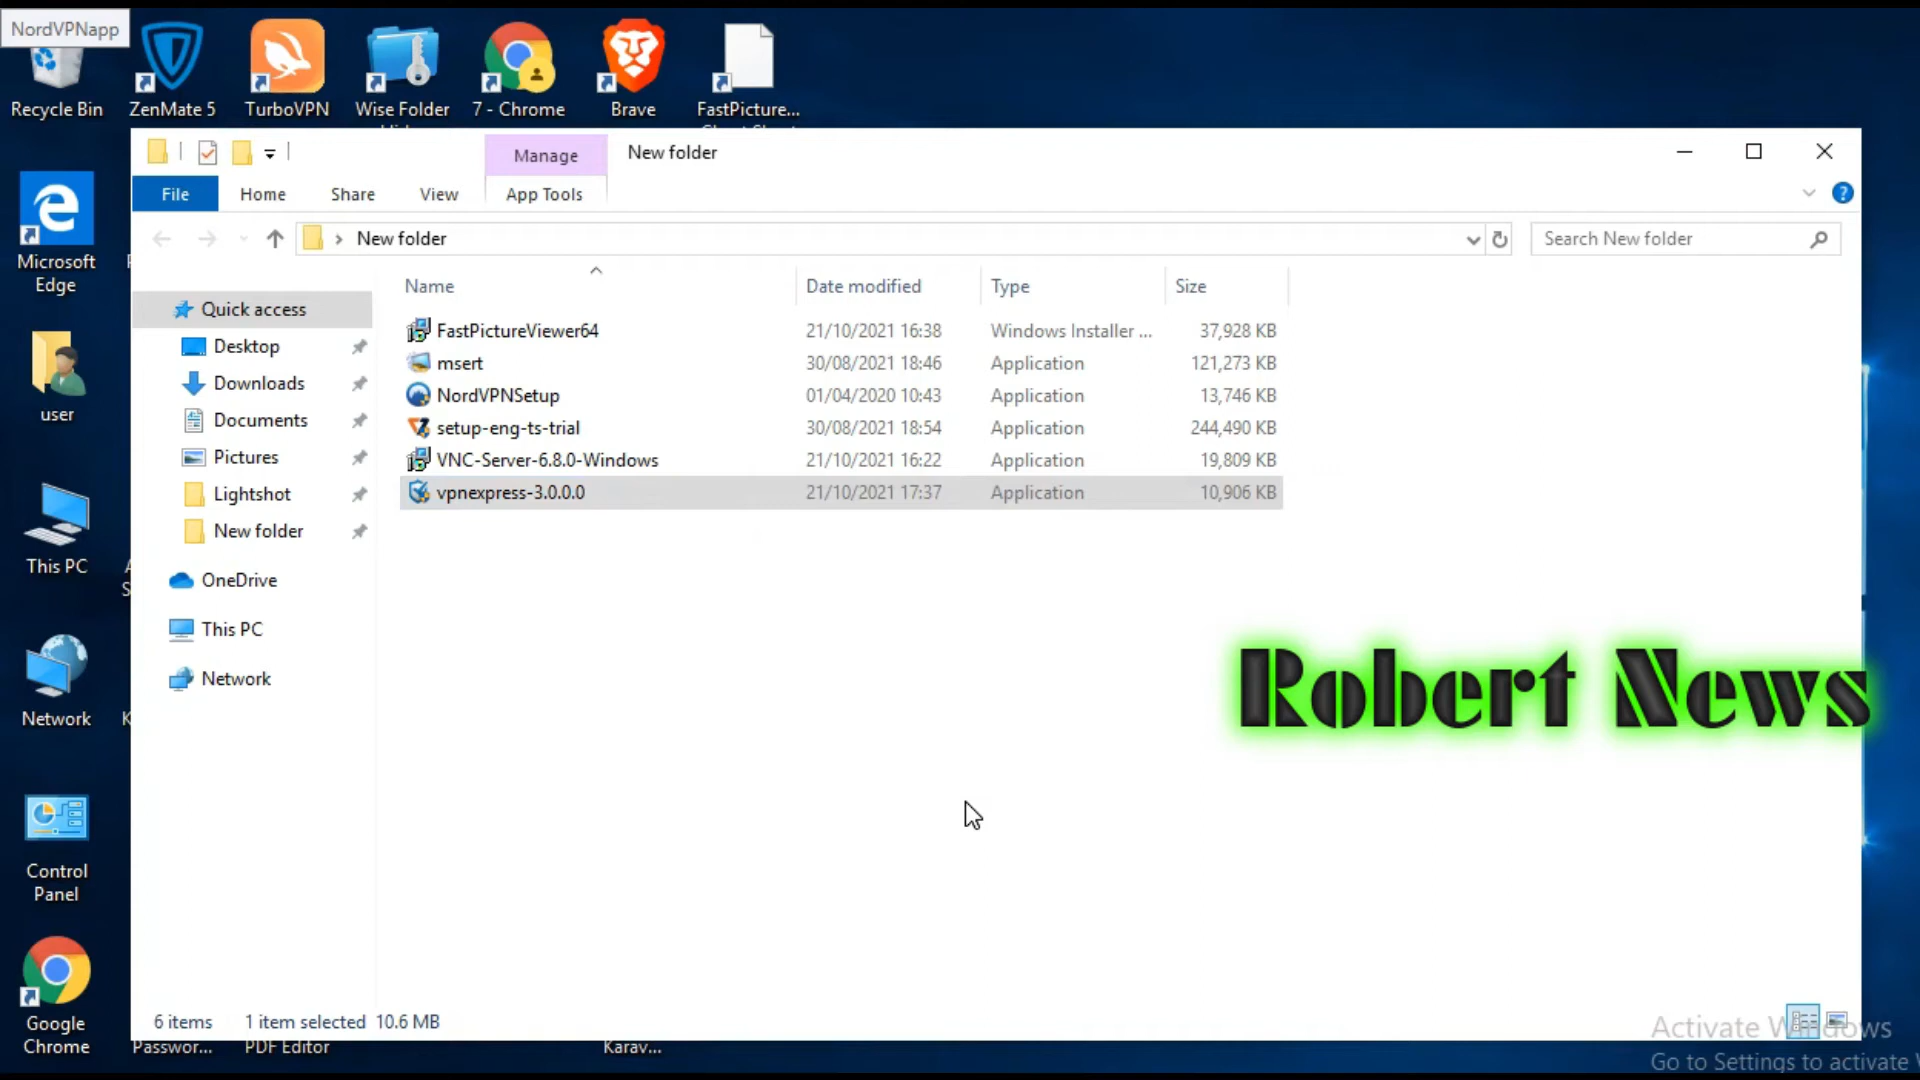 NordVPNapp
Recycle Bin
ZenMate 5
TurboVPN
Wise Folder
7 - Chrome
Brave
FastPicture...
Manage
New folder
File
Home
Share
View
App Tools
New folder
Search New folder
Microsoft
Edge
user
This PC
Network
Control
Panel
Google
Chrome
Quick access
Desktop
Downloads
Documents
Pictures
Lightshot
New folder
OneDrive
This PC
Network
Name Date modified Type Size
FastPictureViewer64 21/10/2021 16:38 Windows Installer ... 37,928 KB
msert 30/08/2021 18:46 Application 121,273 KB
NordVPNSetup 01/04/2020 10:43 Application 13,746 KB
setup-eng-ts-trial 30/08/2021 18:54 Application 244,490 KB
VNC-Server-6.8.0-Windows 21/10/2021 16:22 Application 19,809 KB
vpnexpress-3.0.0.0 21/10/2021 17:37 Application 10,906 KB
Robert News
6 items 1 item selected 10.6 MB
Passwor...
PDF Editor
Karav...
Activate Windows
Go to Settings to activate